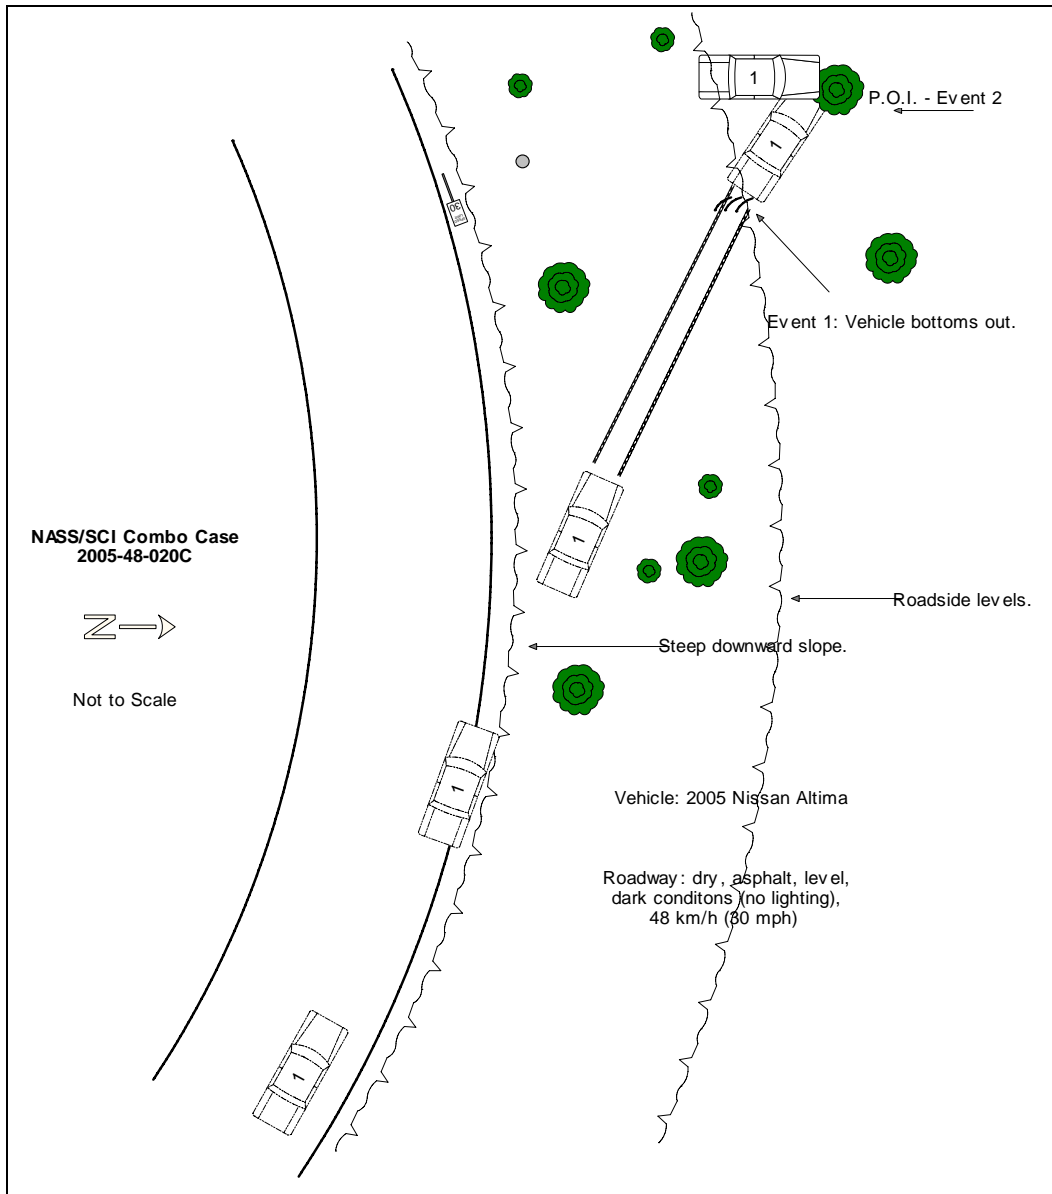 1
P.O.I. - Event 2
1
30
Event 1: Vehicle bottoms out.
1
NASS/SCI Combo Case
2005-48-020C
Roadside levels.
N
Steep downward slope.
Not to Scale
1
Vehicle: 2005 Nissan Altima
Roadway: dry, asphalt, level,
dark conditons (no lighting),
48 km/h (30 mph)
1